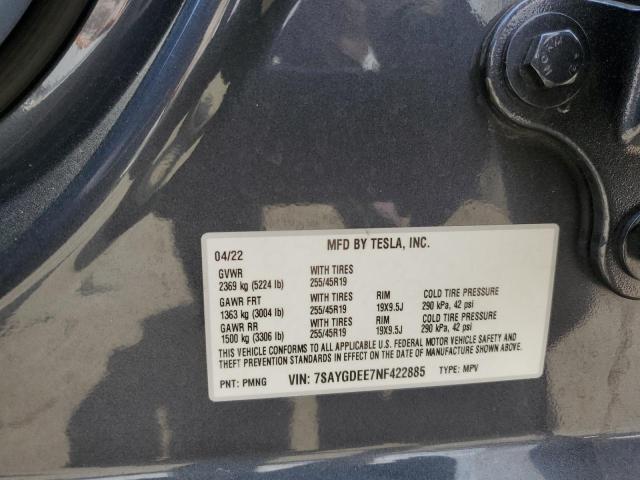 MFD BY TESLA, INC.
04/22
GVWR WITH TIRES
2369 kg (5224 lb) 255/45R19
GAWR FRT WITH TIRES RIM COLD TIRE PRESSURE
1363 kg (3004 lb) 255/45R19 19X9.5J 290 kPa, 42 psi
GAWR RR WITH TIRES RIM COLD TIRE PRESSURE
1500 kg (3306 lb) 255/45R19 19X9.5J 290 kPa, 42 psi
THIS VEHICLE CONFORMS TO ALL APPLICABLE U.S. FEDERAL MOTOR VEHICLE SAFETY AND
THEFT PREVENTION STANDARDS IN EFFECT ON THE DATE OF MANUFACTURE SHOWN ABOVE.
PNT: PMNG VIN: 7SAYGDEE7NF422885 TYPE: MPV